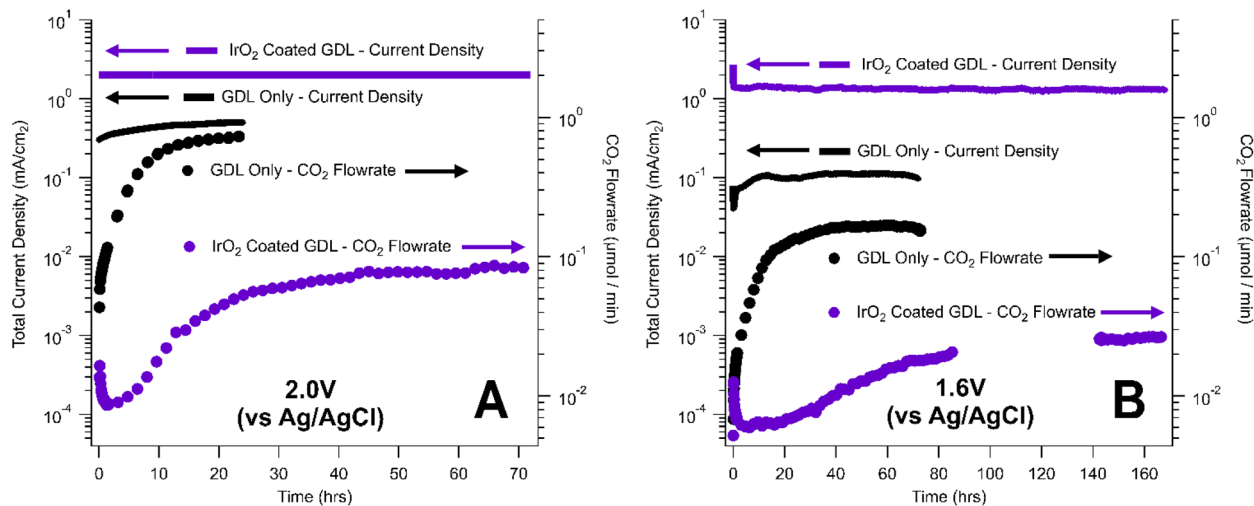 A
10¹
10⁰
10⁻¹
10⁻²
10⁻³
10⁻⁴
Total Current Density (mA/cm₂)
IrO₂ Coated GDL - Current Density
GDL Only - Current Density
GDL Only - CO₂ Flowrate
IrO₂ Coated GDL - CO₂ Flowrate
2.0V
(vs Ag/AgCl)
A
10⁰
10⁻¹
10⁻²
CO₂ Flowrate (µmol / min)
0 10 20 30 40 50 60 70
Time (hrs)
B
10¹
10⁰
10⁻¹
10⁻²
10⁻³
10⁻⁴
Total Current Density (mA/cm₂)
IrO₂ Coated GDL - Current Density
GDL Only - Current Density
GDL Only - CO₂ Flowrate
IrO₂ Coated GDL - CO₂ Flowrate
1.6V
(vs Ag/AgCl)
B
10⁰
10⁻¹
10⁻²
CO₂ Flowrate (µmol / min)
0 20 40 60 80 100 120 140 160
Time (hrs)